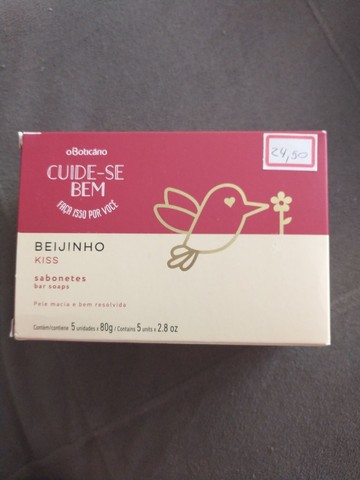 oBoticário
CUIDE-SE
BEM
FAÇA ISSO POR VOCÊ
24,50
BEIJINHO
KISS
sabonetes
bar soaps
Pele macia e bem resolvida
Contém/contiene 5 unidades x 80g / Contains 5 units x 2.8 oz